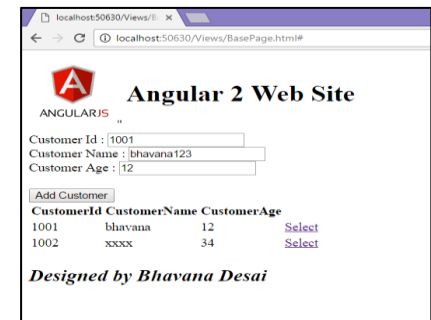 localhost:50630/Views/B
localhost:50630/Views/BasePage.html#
A
ANGULARJS
Angular 2 Web Site
"
Customer Id : 1001
Customer Name : bhavana123
Customer Age : 12
Add Customer
CustomerId CustomerName CustomerAge
1001 bhavana 12 Select
1002 xxxx 34 Select
Designed by Bhavana Desai